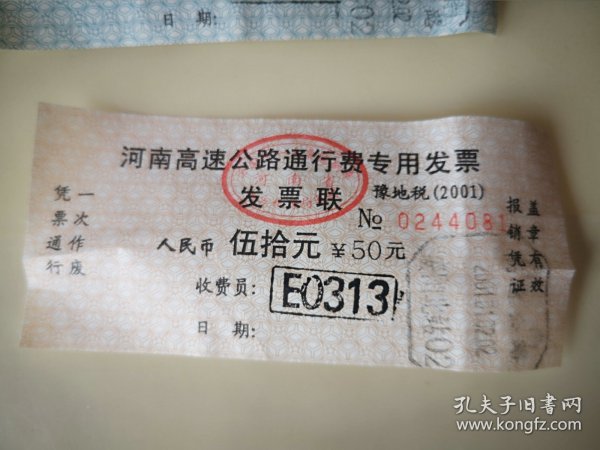 日 期:
河南高速公路通行费专用发票
发票联
豫地税(2001)
№ 0244081
凭票通行
一次作废
人民币 伍拾元 ¥50元
收费员: E0313
日 期:
报销凭证
盖章有效
孔夫子旧书网
www.kongfz.com